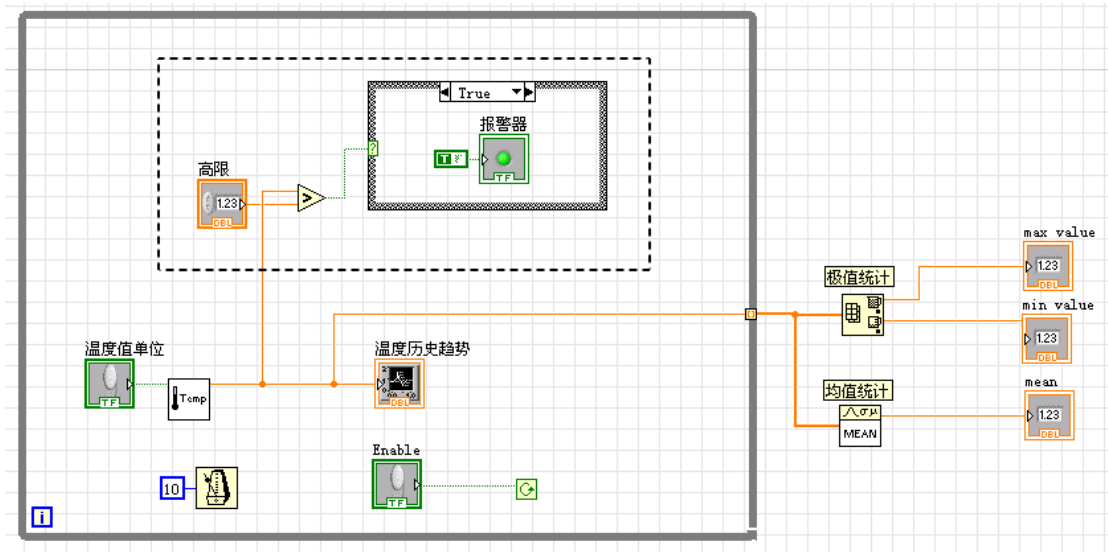 True
报警器
T
TF
高限
1.23
DBL
>
?
max value
1.23
DBL
极值统计
min value
1.23
DBL
温度值单位
TF
Temp
温度历史趋势
DBL
均值统计
σμ
MEAN
mean
1.23
DBL
Enable
TF
10
i